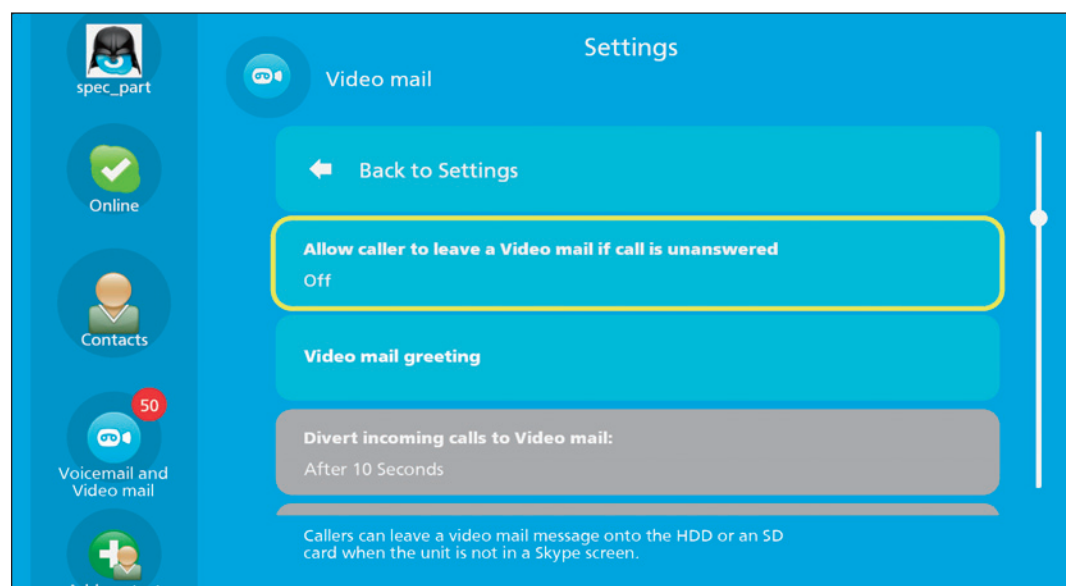 spec_part
Online
Contacts
50
Voicemail and
Video mail
Settings
Video mail
Back to Settings
Allow caller to leave a Video mail if call is unanswered
Off
Video mail greeting
Divert incoming calls to Video mail:
After 10 Seconds
Callers can leave a video mail message onto the HDD or an SD
card when the unit is not in a Skype screen.